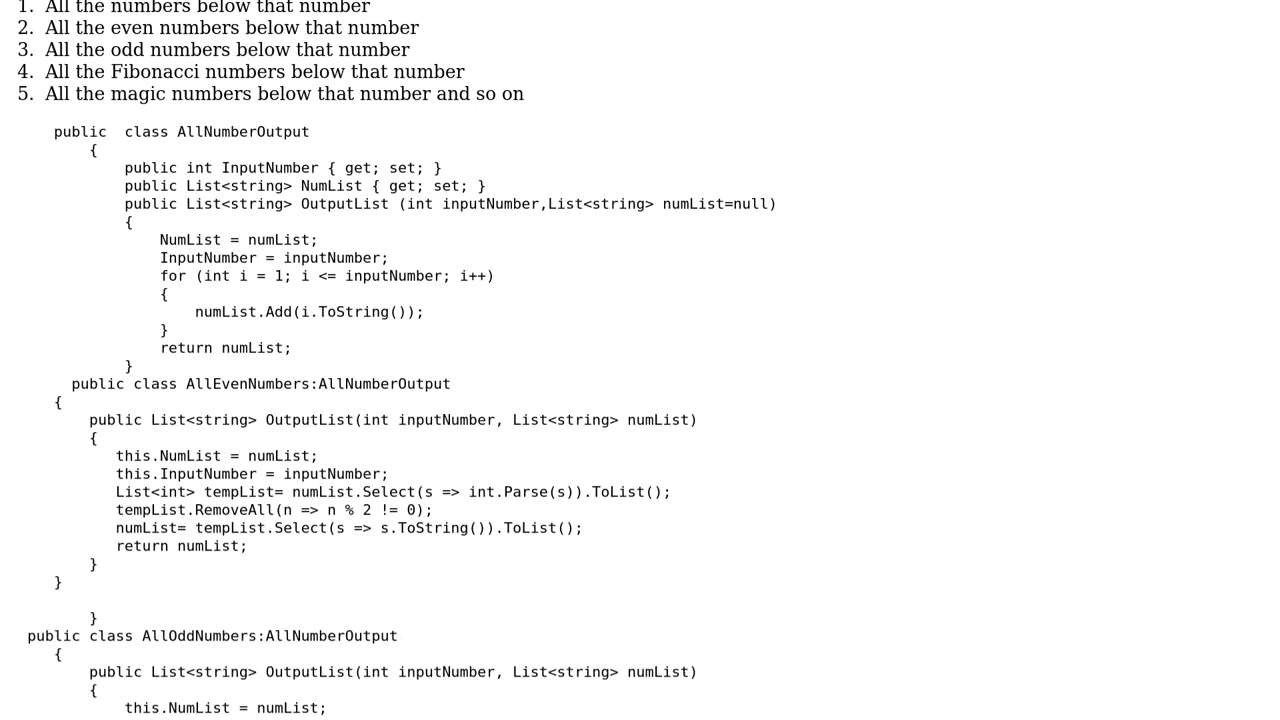 1. All the numbers below that number
2. All the even numbers below that number
3. All the odd numbers below that number
4. All the Fibonacci numbers below that number
5. All the magic numbers below that number and so on
public  class AllNumberOutput
{
public int InputNumber { get; set; }
public List<string> NumList { get; set; }
public List<string> OutputList (int inputNumber,List<string> numList=null)
{
NumList = numList;
InputNumber = inputNumber;
for (int i = 1; i <= inputNumber; i++)
{
numList.Add(i.ToString());
}
return numList;
}
public class AllEvenNumbers:AllNumberOutput
{
public List<string> OutputList(int inputNumber, List<string> numList)
{
this.NumList = numList;
this.InputNumber = inputNumber;
List<int> tempList= numList.Select(s => int.Parse(s)).ToList();
tempList.RemoveAll(n => n % 2 != 0);
numList= tempList.Select(s => s.ToString()).ToList();
return numList;
}
}
}
public class AllOddNumbers:AllNumberOutput
{
public List<string> OutputList(int inputNumber, List<string> numList)
{
this.NumList = numList;